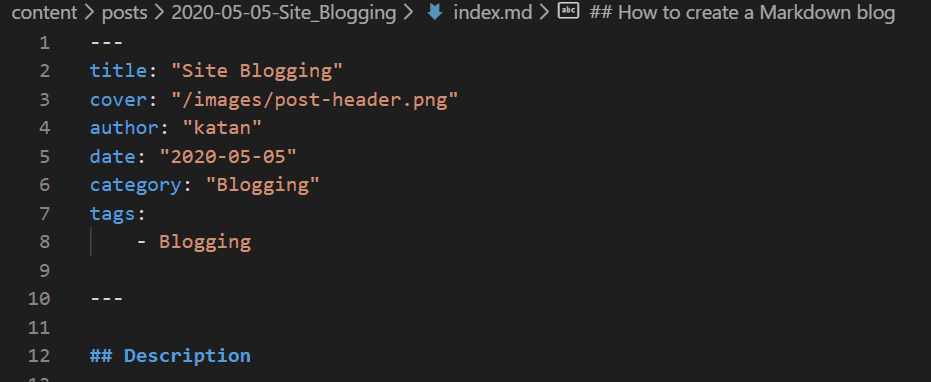 content > posts > 2020-05-05-Site_Blogging > index.md > abc ## How to create a Markdown blog
1 ---
2 title: "Site Blogging"
3 cover: "/images/post-header.png"
4 author: "katan"
5 date: "2020-05-05"
6 category: "Blogging"
7 tags:
8     - Blogging
9
10 ---
11
12 ## Description